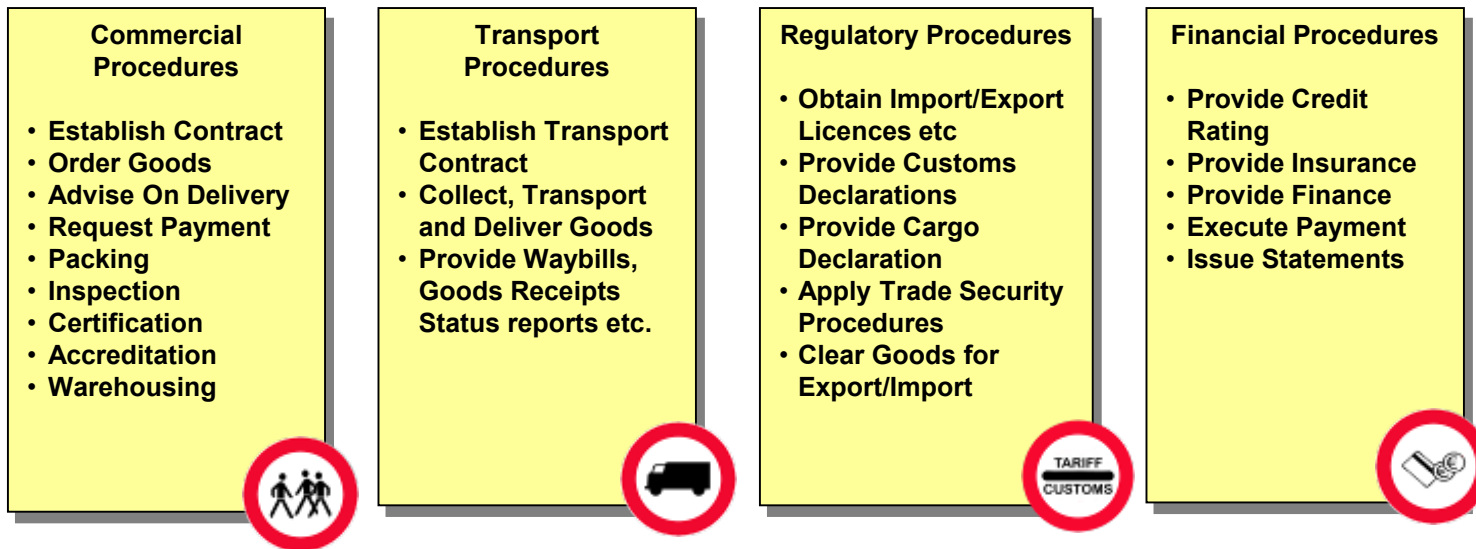 Commercial
Procedures
• Establish Contract
• Order Goods
• Advise On Delivery
• Request Payment
• Packing
• Inspection
• Certification
• Accreditation
• Warehousing
Transport
Procedures
• Establish Transport
Contract
• Collect, Transport
and Deliver Goods
• Provide Waybills,
Goods Receipts
Status reports etc.
Regulatory Procedures
• Obtain Import/Export
Licences etc
• Provide Customs
Declarations
• Provide Cargo
Declaration
• Apply Trade Security
Procedures
• Clear Goods for
Export/Import
TARIFF
CUSTOMS
Financial Procedures
• Provide Credit
Rating
• Provide Insurance
• Provide Finance
• Execute Payment
• Issue Statements